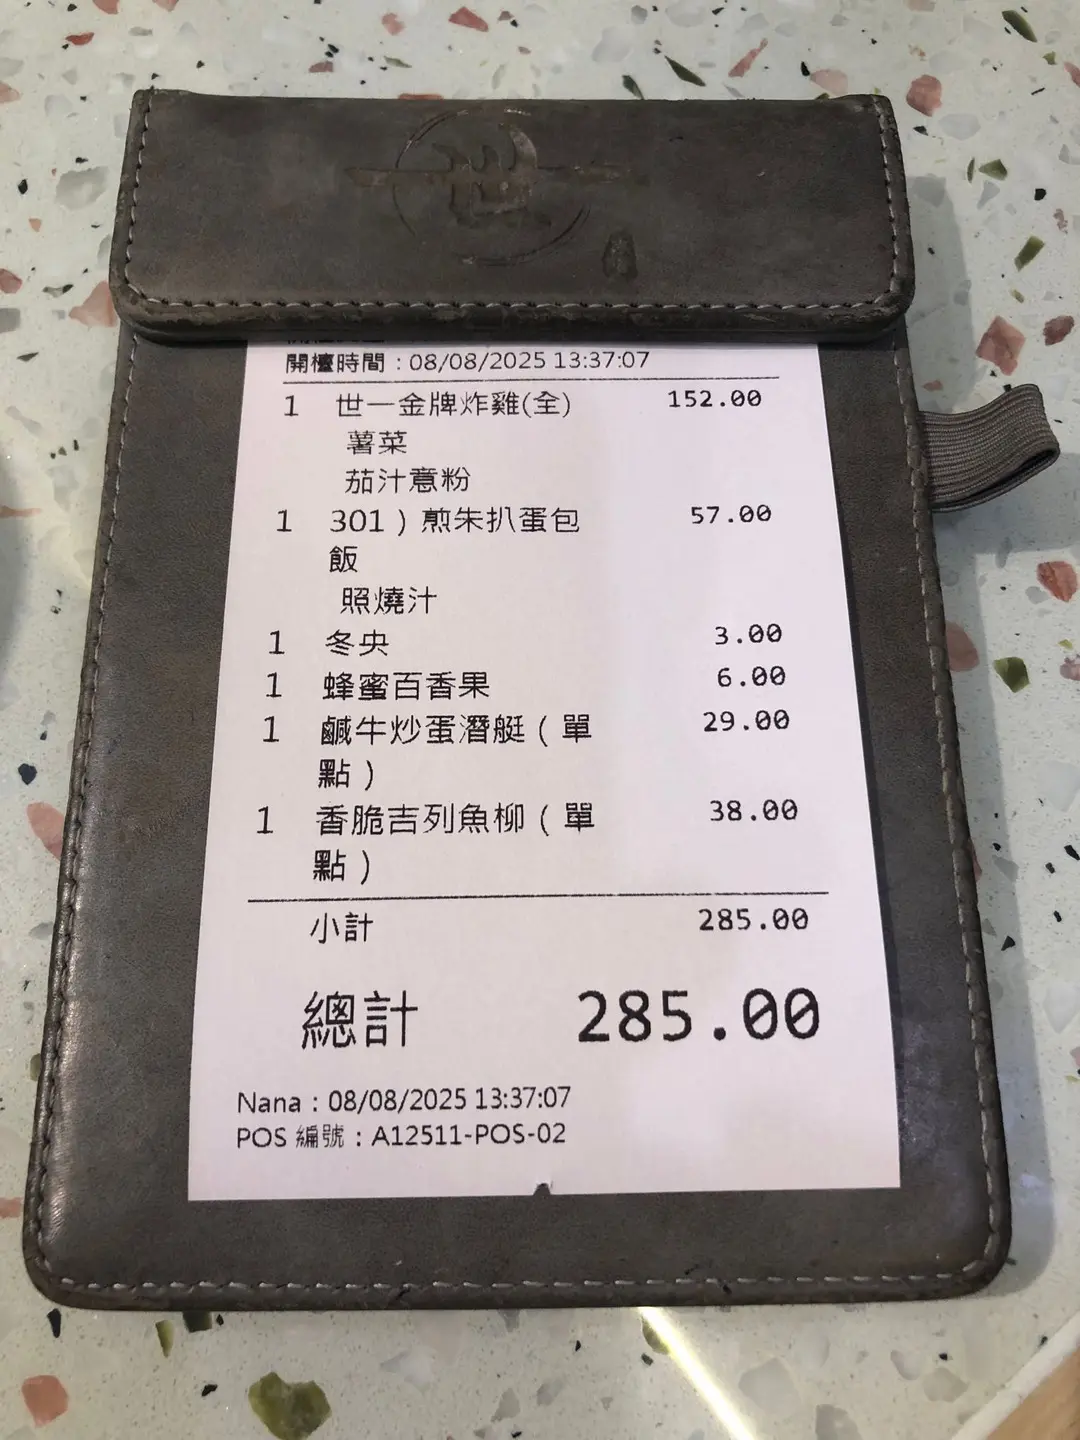 世
開檯時間：08/08/2025 13:37:07
1 世一金牌炸雞(全) 152.00
薯菜
茄汁意粉
1 301）煎朱扒蛋包 57.00
飯
照燒汁
1 冬央 3.00
1 蜂蜜百香果 6.00
1 鹹牛炒蛋潛艇（單 29.00
點）
1 香脆吉列魚柳（單 38.00
點）
小計 285.00
總計 285.00
Nana：08/08/2025 13:37:07
POS 編號：A12511-POS-02